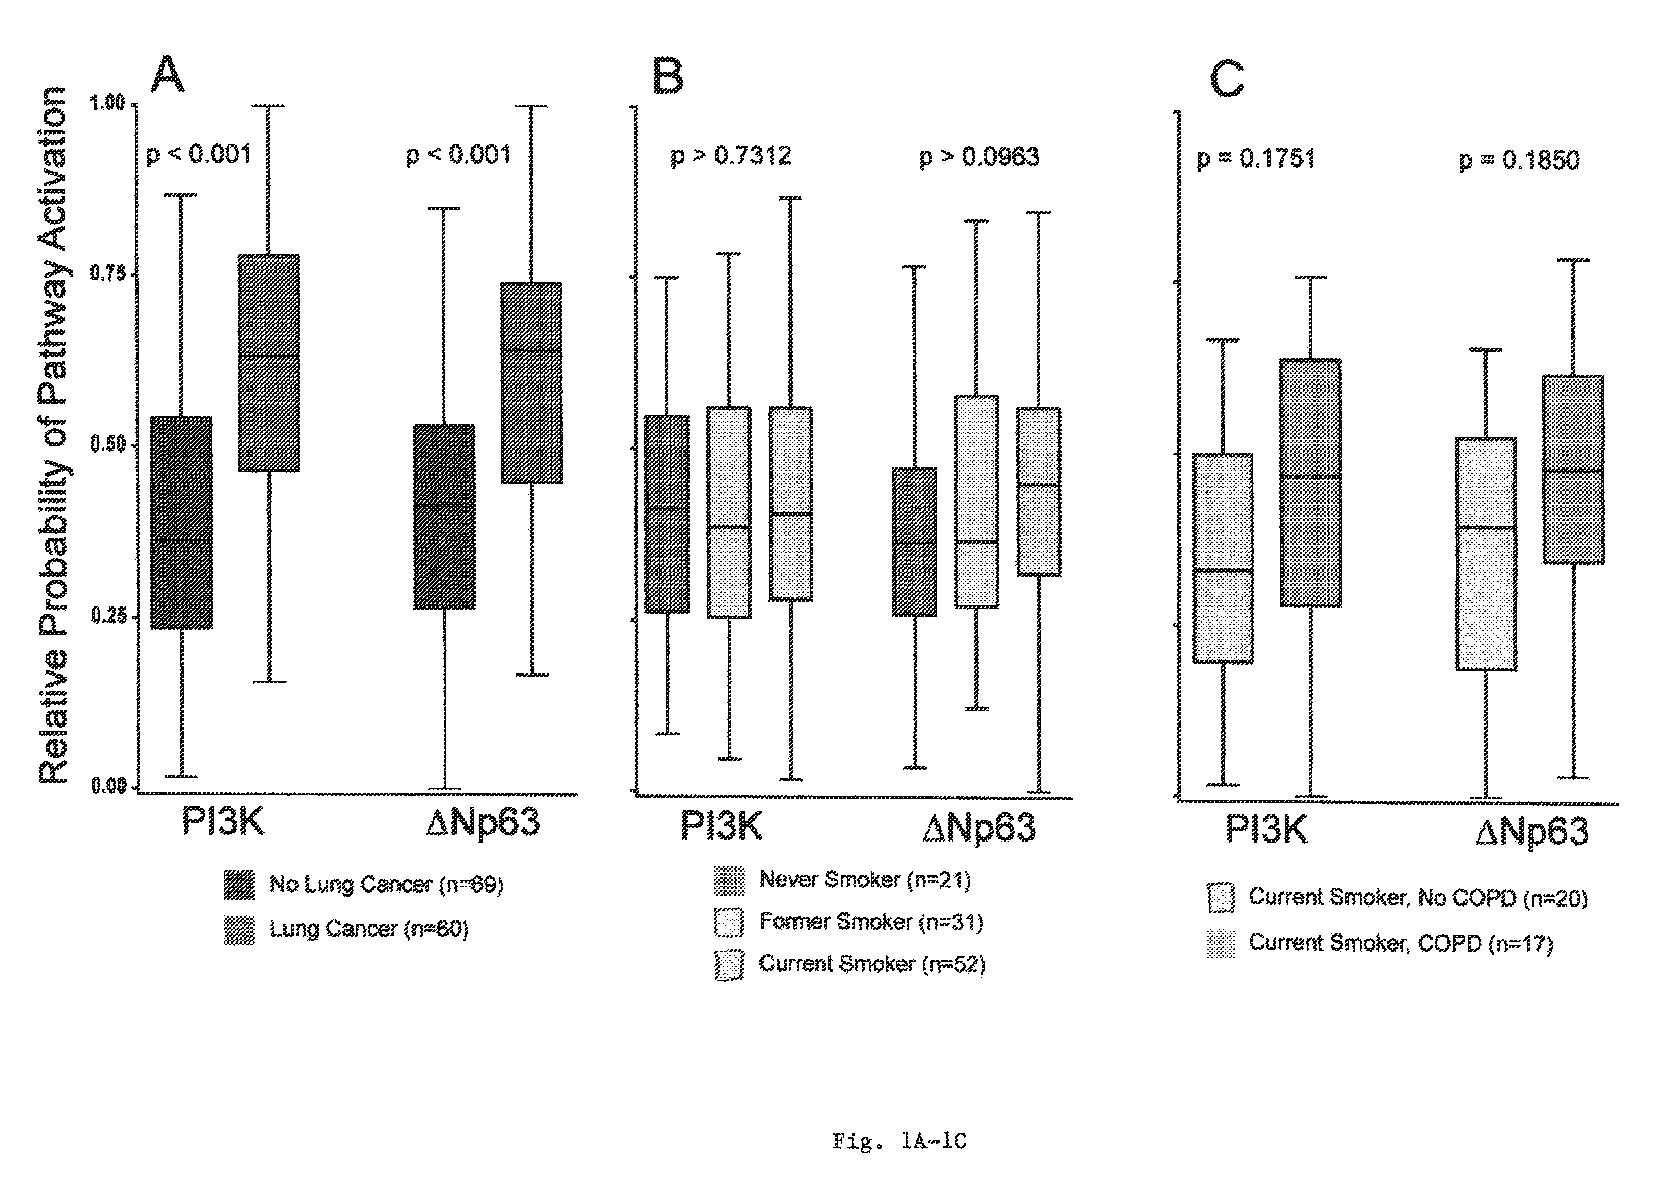 A
B
C
Relative Probability of Pathway Activation
1.00
0.75
0.50
0.25
0.00
p < 0.001
p < 0.001
p > 0.7312
p > 0.0963
p = 0.1751
p = 0.1850
PI3K
ΔNp63
PI3K
ΔNp63
PI3K
ΔNp63
No Lung Cancer (n=69)
Lung Cancer (n=60)
Never Smoker (n=21)
Former Smoker (n=31)
Current Smoker (n=52)
Current Smoker, No COPD (n=20)
Current Smoker, COPD (n=17)
Fig. 1A-1C